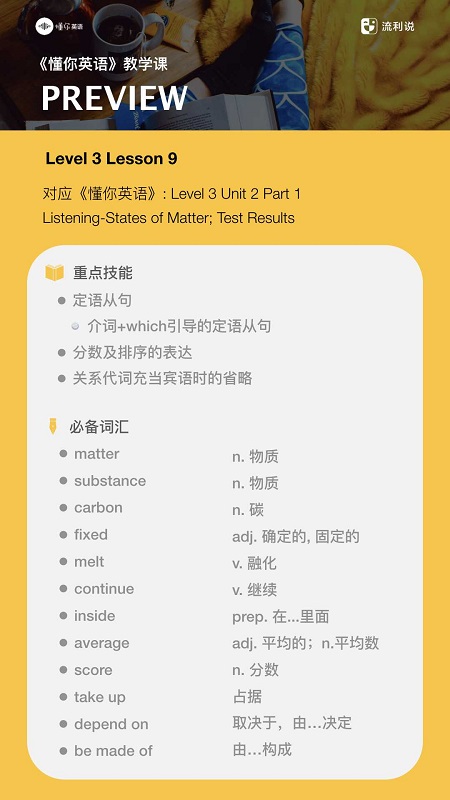 懂你英语
流利说
《懂你英语》教学课
PREVIEW
Level 3 Lesson 9
对应《懂你英语》: Level 3 Unit 2 Part 1
Listening-States of Matter; Test Results
重点技能
定语从句
介词+which引导的定语从句
分数及排序的表达
关系代词充当宾语时的省略
必备词汇
matter n. 物质
substance n. 物质
carbon n. 碳
fixed adj. 确定的, 固定的
melt v. 融化
continue v. 继续
inside prep. 在...里面
average adj. 平均的；n.平均数
score n. 分数
take up 占据
depend on 取决于，由…决定
be made of 由…构成